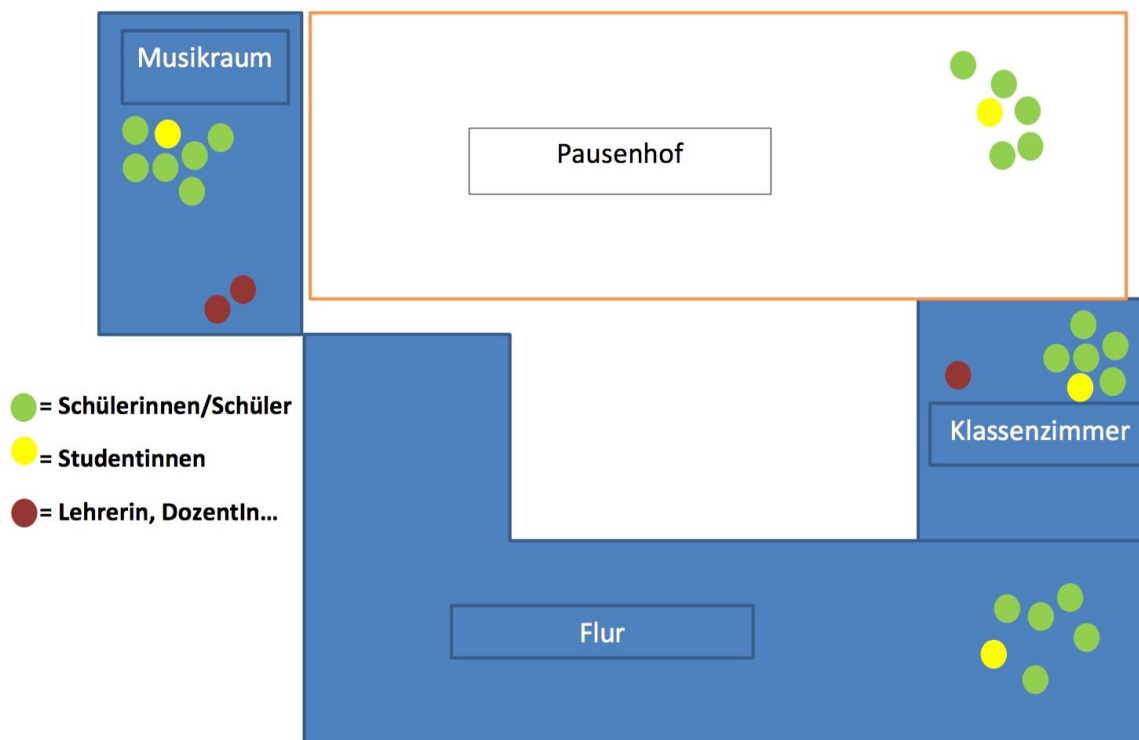 Musikraum
Pausenhof
= Schülerinnen/Schüler
= Studentinnen
= Lehrerin, DozentIn...
Klassenzimmer
Flur